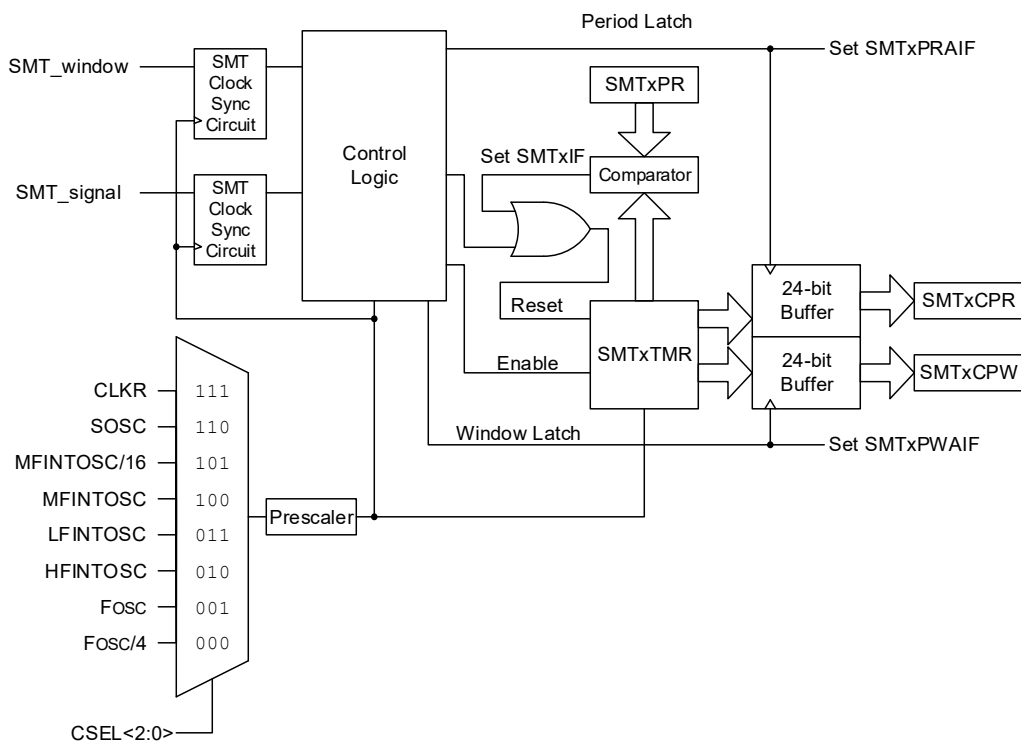 Period Latch
Set SMTxPRAIF
SMT_window
SMT
Clock
Sync
Circuit
SMTxPR
Control
Logic
Set SMTxIF
Comparator
SMT_signal
SMT
Clock
Sync
Circuit
24-bit
Buffer
SMTxCPR
Reset
SMTxTMR
Enable
24-bit
Buffer
SMTxCPW
Window Latch
Set SMTxPWAIF
CLKR 111
SOSC 110
MFINTOSC/16 101
MFINTOSC 100
Prescaler
LFINTOSC 011
HFINTOSC 010
FOSC 001
FOSC/4 000
CSEL<2:0>